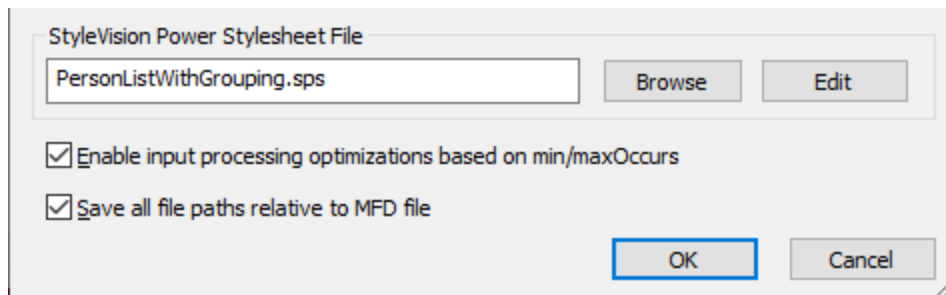 StyleVision Power Stylesheet File
PersonListWithGrouping.sps
Browse
Edit
Enable input processing optimizations based on min/maxOccurs
Save all file paths relative to MFD file
OK
Cancel